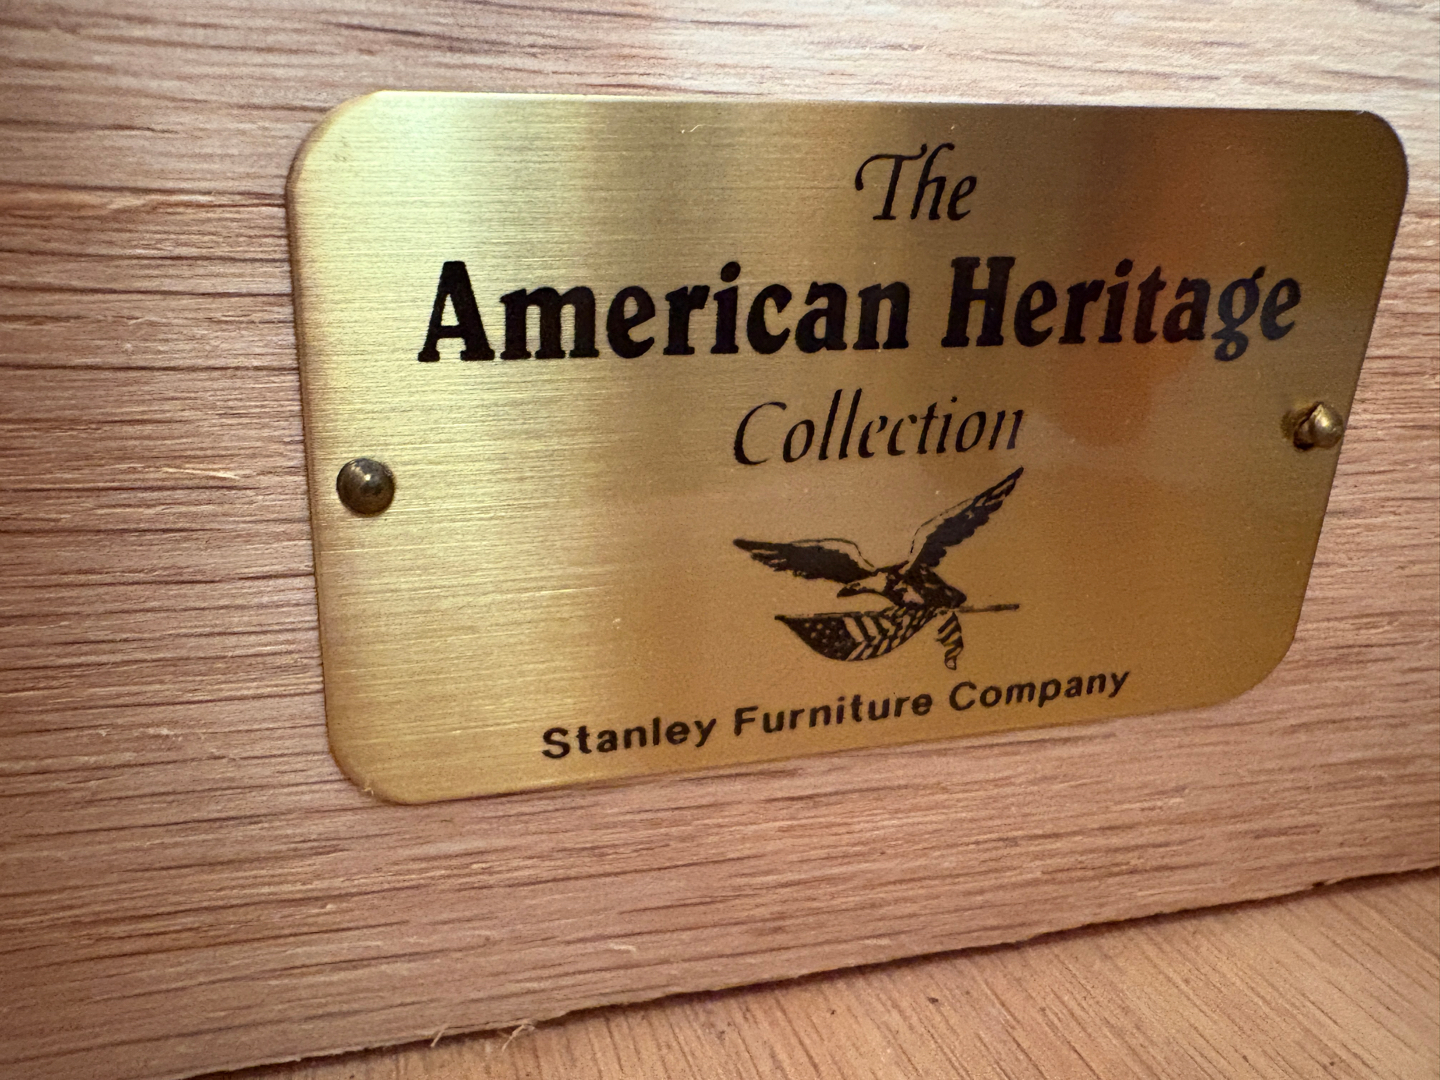 The
American Heritage
Collection
Stanley Furniture Company